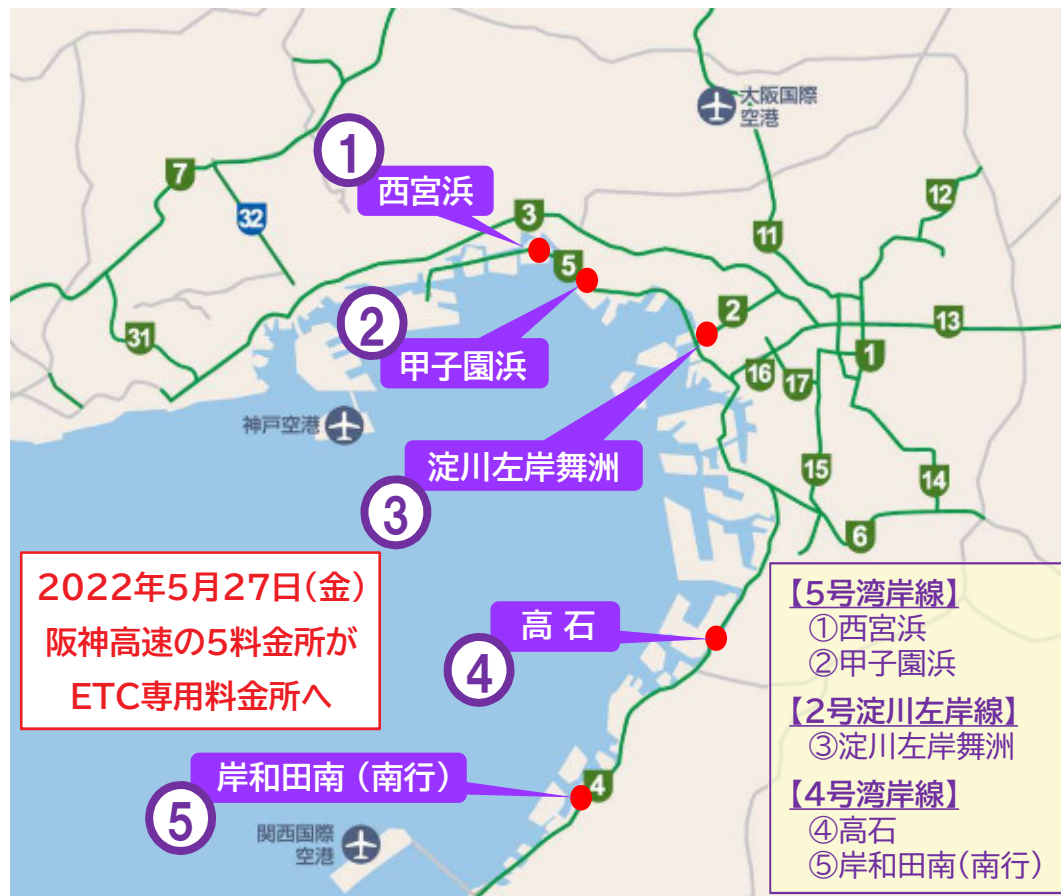 大阪国際
空港
①
西宮浜
7
12
32
3
11
5
②
2
13
31
甲子園浜
16
17
1
神戸空港
淀川左岸舞洲
15
14
③
6
2022年5月27日(金)
阪神高速の5料金所が
ETC専用料金所へ
【5号湾岸線】
①西宮浜
②甲子園浜
【2号淀川左岸線】
③淀川左岸舞洲
【4号湾岸線】
④高石
⑤岸和田南(南行)
高 石
④
岸和田南 (南行)
4
⑤
関西国際
空港